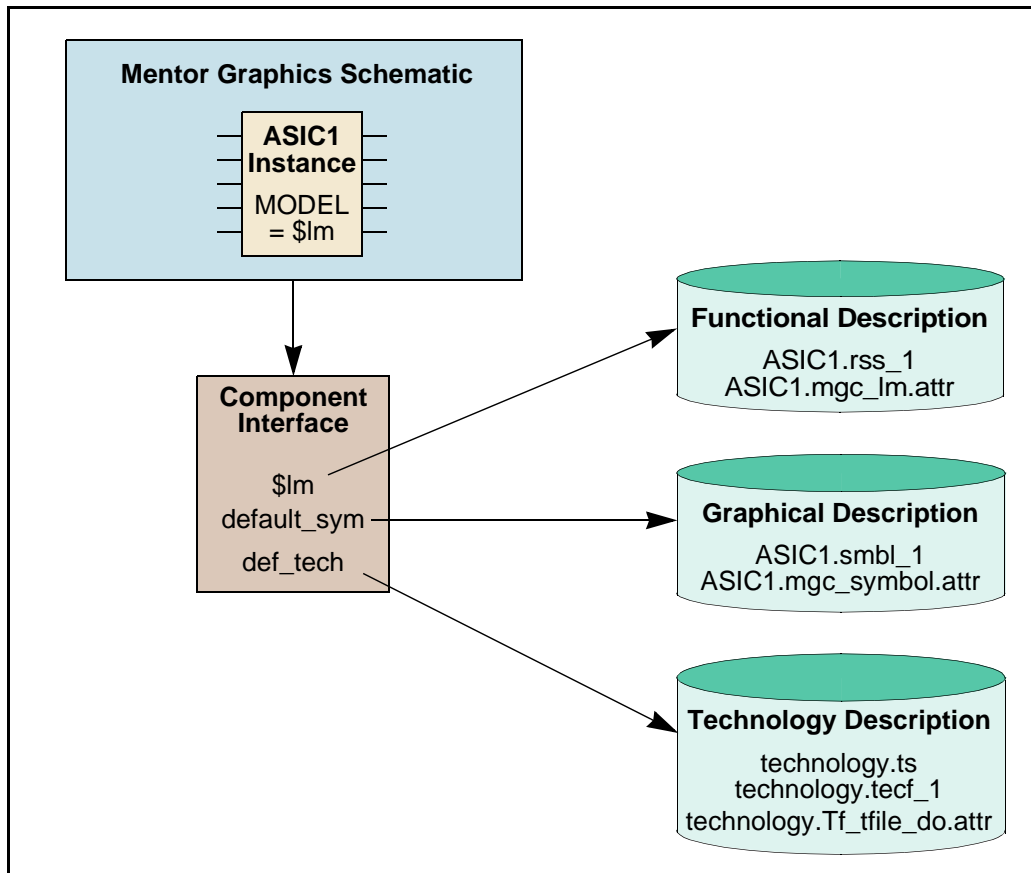 Mentor Graphics Schematic
ASIC1
Instance
MODEL
= $lm
Component
Interface
$lm
default_sym
def_tech
Functional Description
ASIC1.rss_1
ASIC1.mgc_lm.attr
Graphical Description
ASIC1.smbl_1
ASIC1.mgc_symbol.attr
Technology Description
technology.ts
technology.tecf_1
technology.Tf_tfile_do.attr